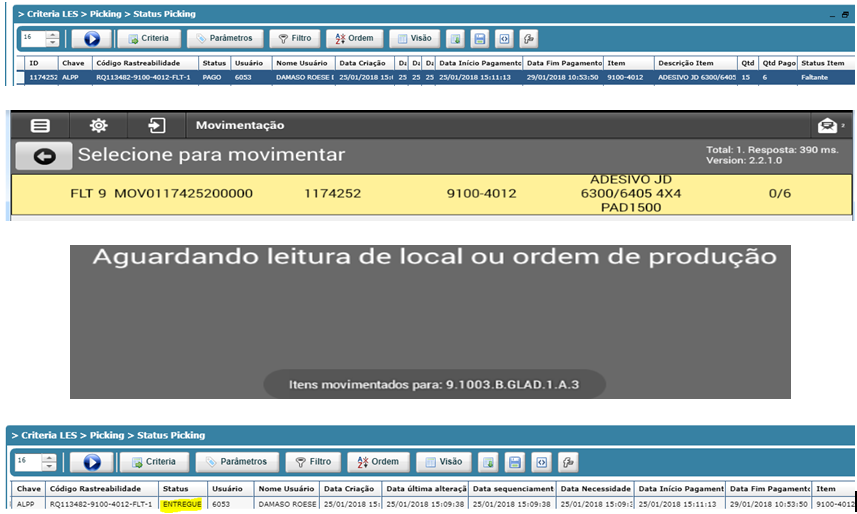 > Criteria LES > Picking > Status Picking
16 Criteria Parâmetros Filtro Ordem Visão
ID Chave Código Rastreabilidade Status Usuário Nome Usuário Data Criação Da Da Da Data Início Pagamento Data Fim Pagamento Item Descrição Item Qtd Qtd Pago Status Item
1174252 ALPP RQ113482-9100-4012-FLT-1 PAGO 6053 DAMASO ROESE 25/01/2018 15: 25 25 25 25/01/2018 15:11:13 29/01/2018 10:53:50 9100-4012 ADESIVO JD 6300/6405 15 6 Faltante
Movimentação 2
Selecione para movimentar
Total: 1. Resposta: 390 ms.
Version: 2.2.1.0
FLT 9 MOV0117425200000 1174252 9100-4012 ADESIVO JD
6300/6405 4X4
PAD1500
0/6
Aguardando leitura de local ou ordem de produção
Itens movimentados para: 9.1003.B.GLAD.1.A.3
> Criteria LES > Picking > Status Picking
16 Criteria Parâmetros Filtro Ordem Visão
Chave Código Rastreabilidade Status Usuário Nome Usuário Data Criação Data última alteraçã Data sequenciament Data Necessidade Data Início Pagament Data Fim Pagamento Item
ALPP RQ113482-9100-4012-FLT-1 ENTREGUE 6053 DAMASO ROESE 25/01/2018 15: 25/01/2018 15:09:38 25/01/2018 15:09:38 25/01/2018 15:09: 25/01/2018 15:11:13 29/01/2018 10:53:50 9100-4012